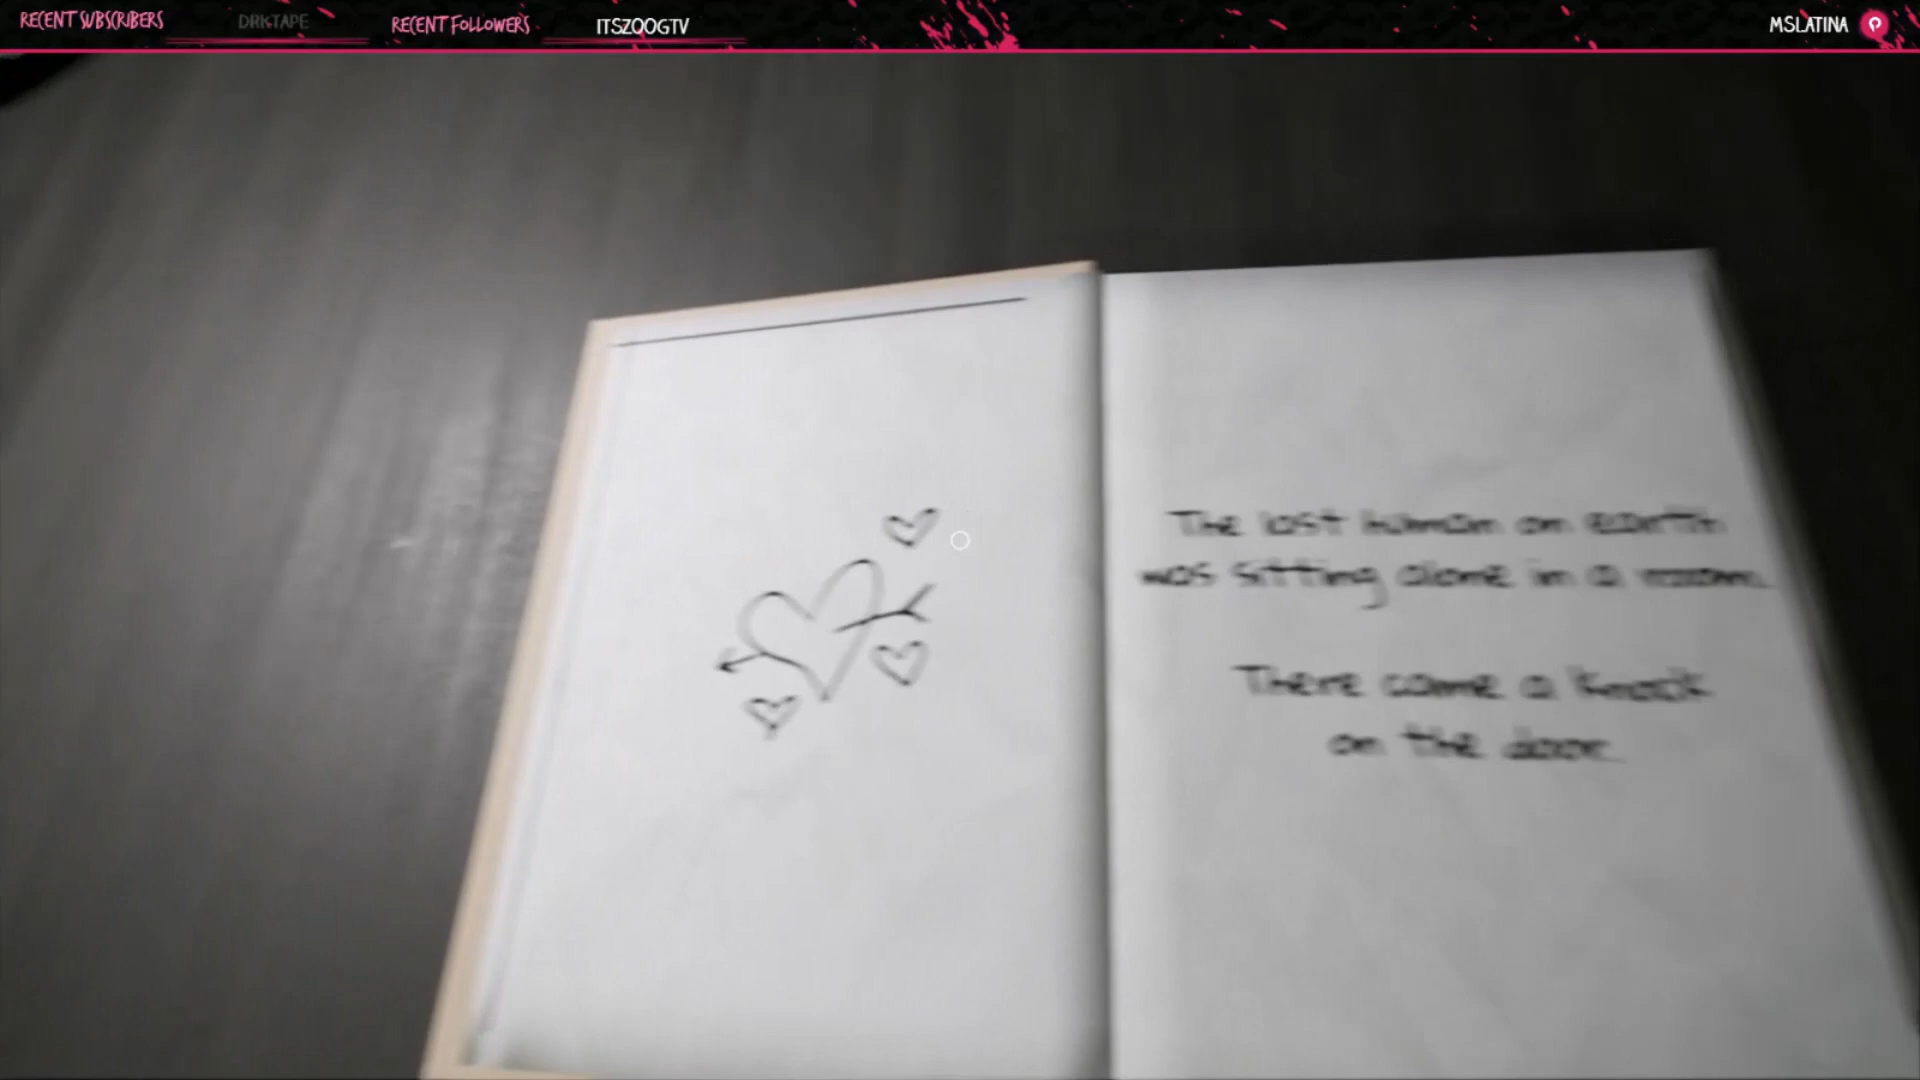 RECENT SUBSCRIBERS DRKTAPE RECENT FOLLOWERS ITSZOOGTV MSLATINA
The last human on earth
was sitting alone in a room.
There came a knock
on the door.